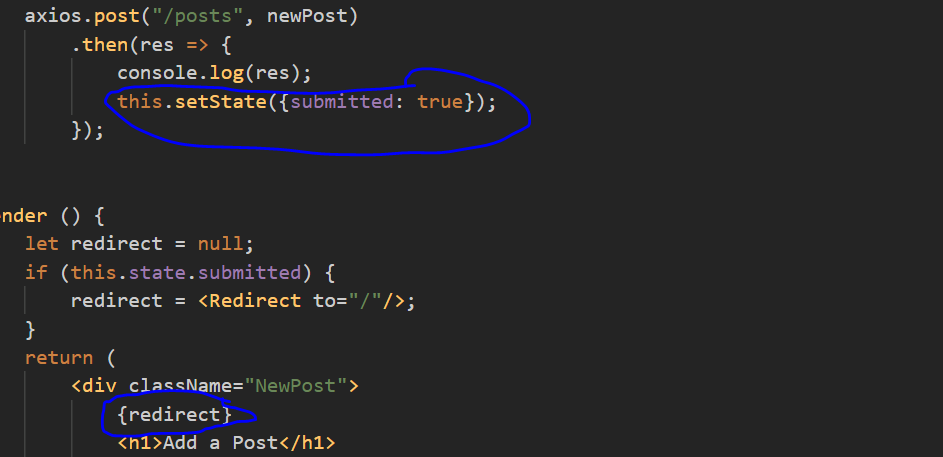 axios.post("/posts", newPost)
.then(res => {
console.log(res);
this.setState({submitted: true});
});
nder () {
let redirect = null;
if (this.state.submitted) {
redirect = <Redirect to="/"/>;
}
return (
<div className="NewPost">
{redirect}
<h1>Add a Post</h1>